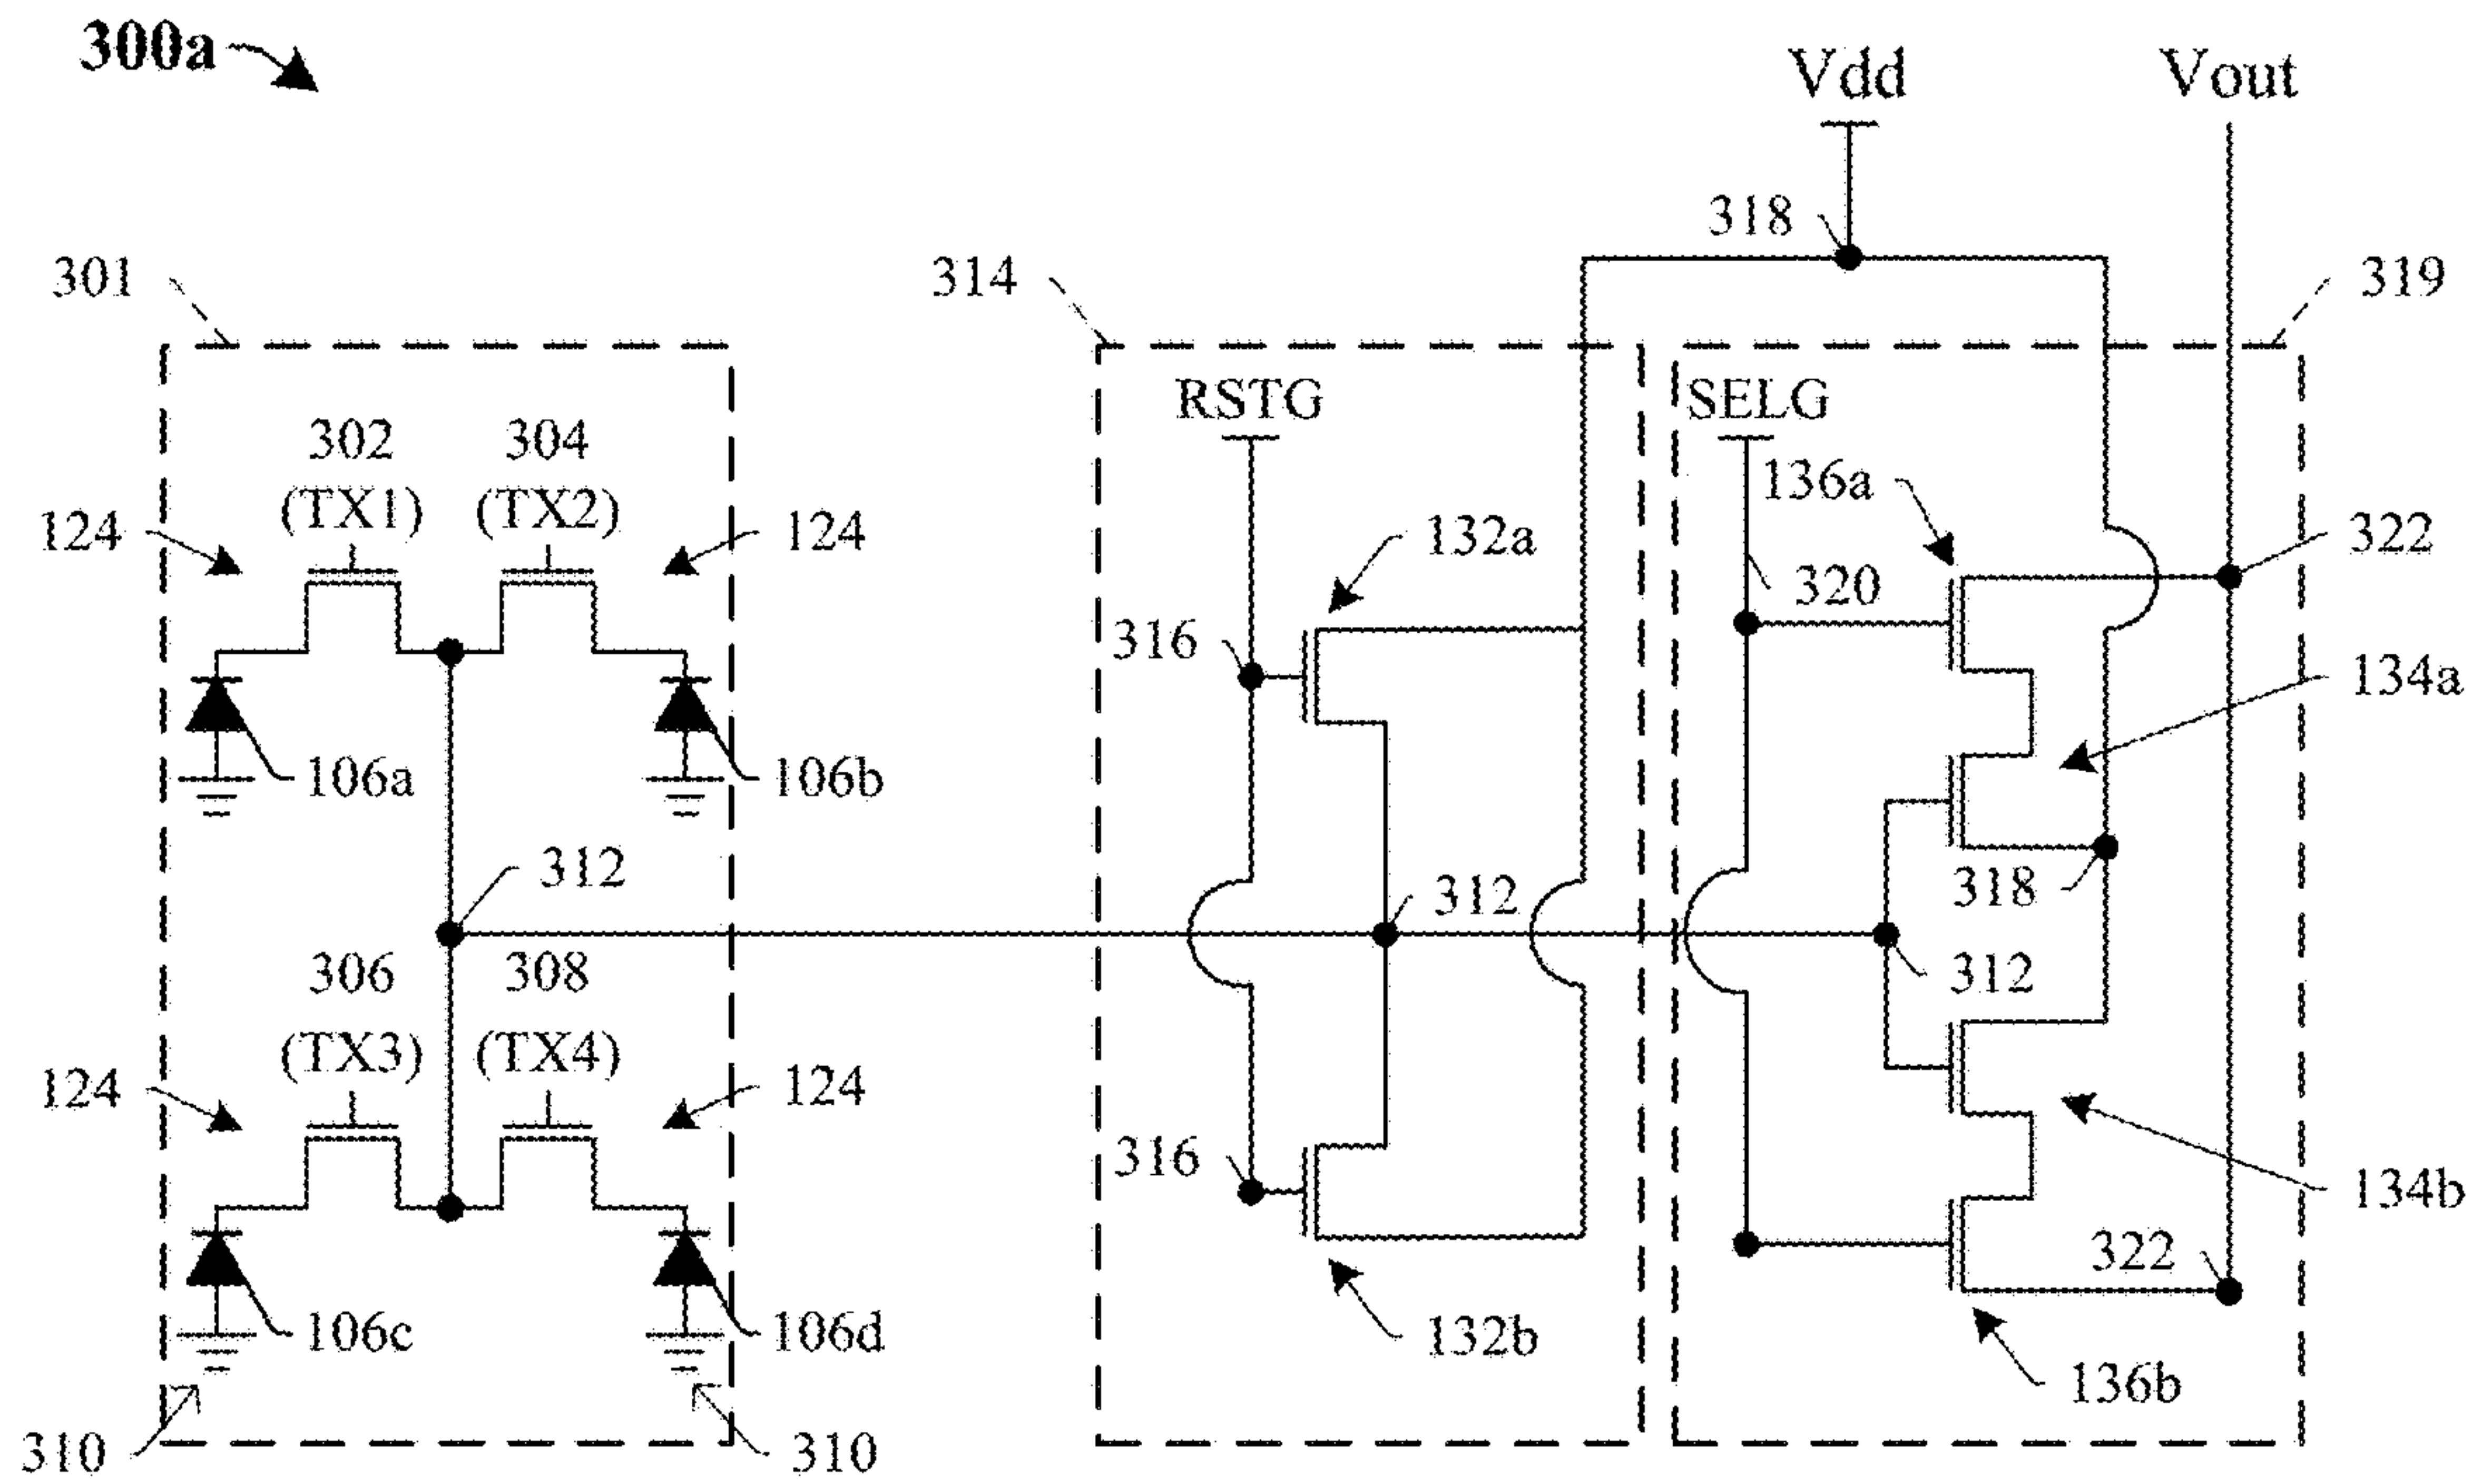 300a
Vdd
Vout
318
301
314
319
RSTG
SELG
302
304
(TX1)
(TX2)
136a
124
124
132a
322
320
316
134a
106a
106b
312
312
318
306
308
312
(TX3)
(TX4)
124
124
316
134b
322
106c
106d
132b
136b
310
310